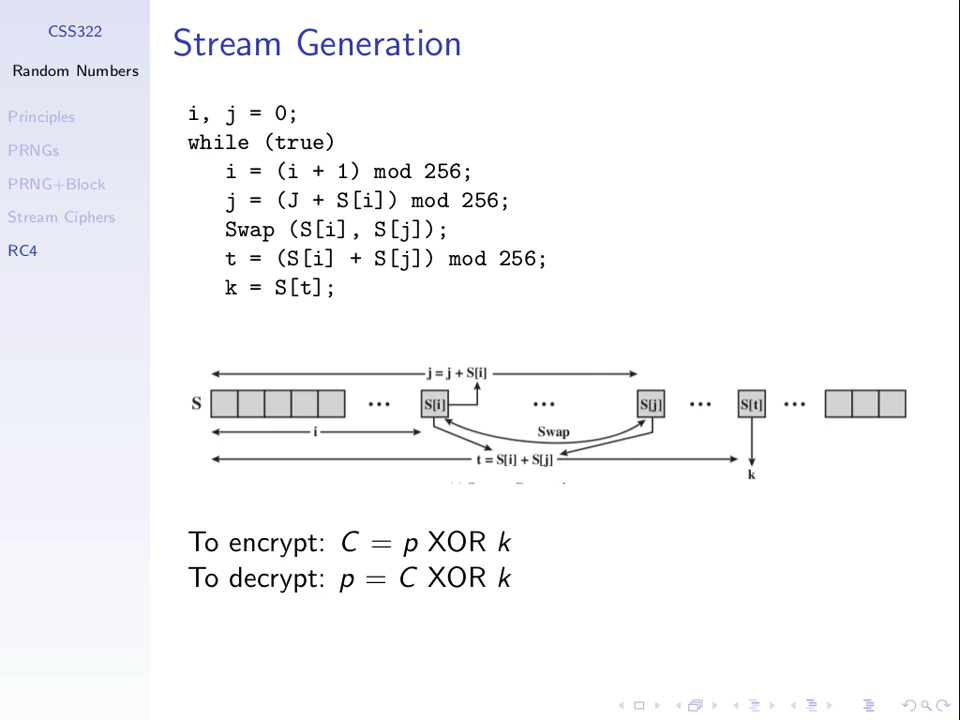 CSS322
Random Numbers
Principles
PRNGs
PRNG+Block
Stream Ciphers
RC4
Stream Generation
i, j = 0;
while (true)
i = (i + 1) mod 256;
j = (J + S[i]) mod 256;
Swap (S[i], S[j]);
t = (S[i] + S[j]) mod 256;
k = S[t];
j = j + S[i]
S ... S[i] ... S[j] ... S[t] ...
i Swap
t = S[i] + S[j]
k
To encrypt: C = p XOR k
To decrypt: p = C XOR k